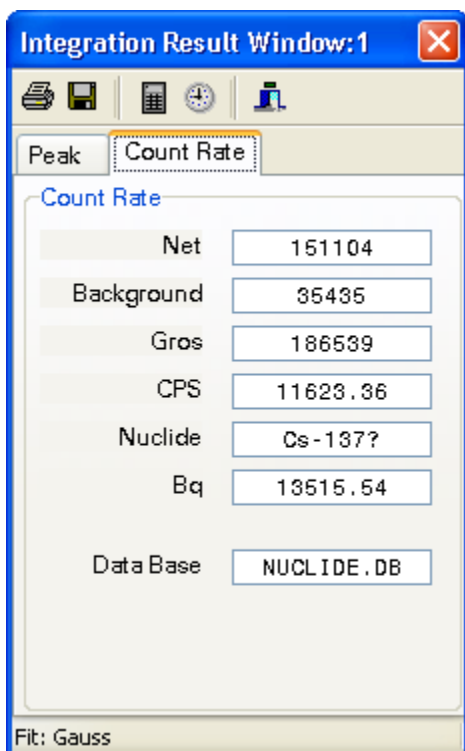 Integration Result Window:1
Peak Count Rate
Count Rate
Net 151104
Background 35435
Gros 186539
CPS 11623.36
Nuclide Cs-137?
Bq 13515.54
Data Base NUCLIDE.DB
Fit: Gauss